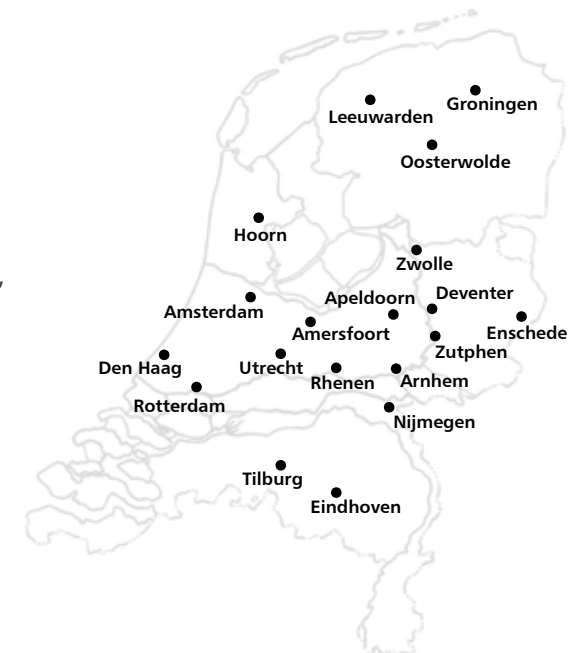 Groningen
Leeuwarden
Oosterwolde
Hoorn
Zwolle
Deventer
Apeldoorn
Amsterdam
Amersfoort
Enschede
Zutphen
Den Haag
Utrecht
Rhenen
Arnhem
Rotterdam
Nijmegen
Tilburg
Eindhoven